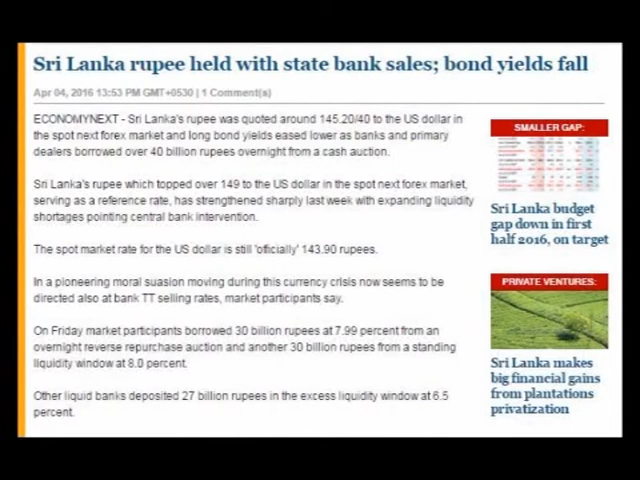 Sri Lanka rupee held with state bank sales; bond yields fall
Apr 04, 2016 13:53 PM GMT+0530 | 1 Comment(s)
ECONOMYNEXT - Sri Lanka's rupee was quoted around 145.20/40 to the US dollar in
the spot next forex market and long bond yields eased lower as banks and primary
dealers borrowed over 40 billion rupees overnight from a cash auction.
Sri Lanka's rupee which topped over 149 to the US dollar in the spot next forex market,
serving as a reference rate, has strengthened sharply last week with expanding liquidity
shortages pointing central bank intervention.
The spot market rate for the US dollar is still 'officially' 143.90 rupees.
In a pioneering moral suasion moving during this currency crisis now seems to be
directed also at bank TT selling rates, market participants say.
On Friday market participants borrowed 30 billion rupees at 7.99 percent from an
overnight reverse repurchase auction and another 30 billion rupees from a standing
liquidity window at 8.0 percent.
Other liquid banks deposited 27 billion rupees in the excess liquidity window at 6.5
percent.
SMALLER GAP:
Sri Lanka budget
gap down in first
half 2016, on target
PRIVATE VENTURES:
Sri Lanka makes
big financial gains
from plantations
privatization